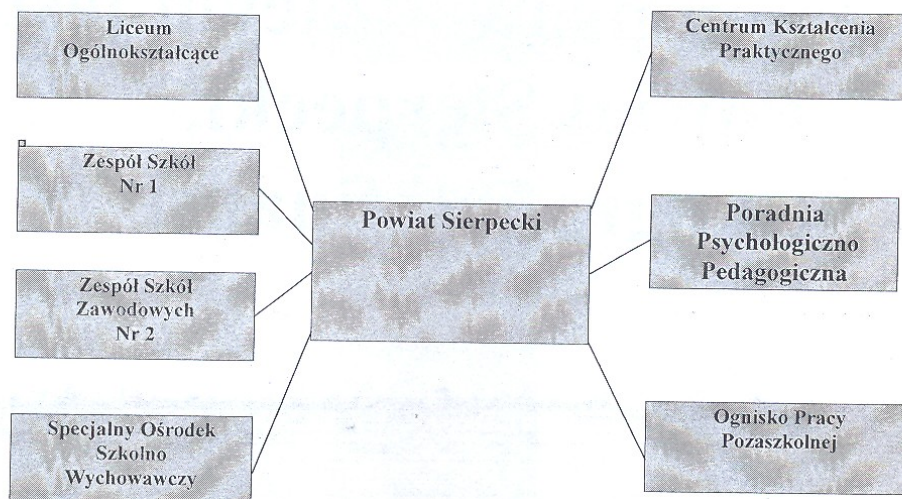 Liceum
Ogólnokształcące
Zespół Szkół
Nr 1
Zespół Szkół
Zawodowych
Nr 2
Specjalny Ośrodek
Szkolno
Wychowawczy
Powiat Sierpecki
Centrum Kształcenia
Praktycznego
Poradnia
Psychologiczno
Pedagogiczna
Ognisko Pracy
Pozaszkolnej